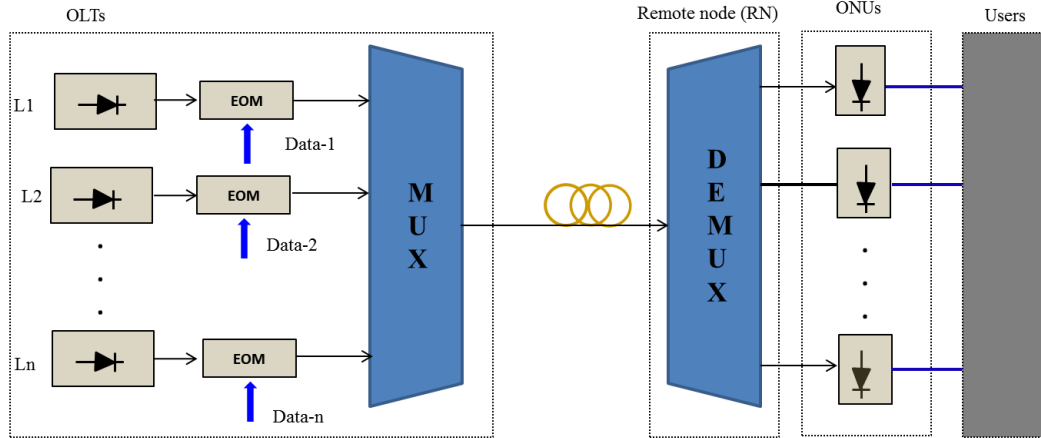 OLTs
Remote node (RN)
ONUs
Users
L1
EOM
Data-1
L2
EOM
Data-2
Ln
EOM
Data-n
M
U
X
D
E
M
U
X